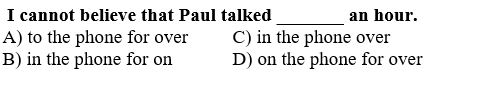 I cannot believe that Paul talked ________ an hour.
A) to the phone for over C) in the phone over
B) in the phone for on D) on the phone for over